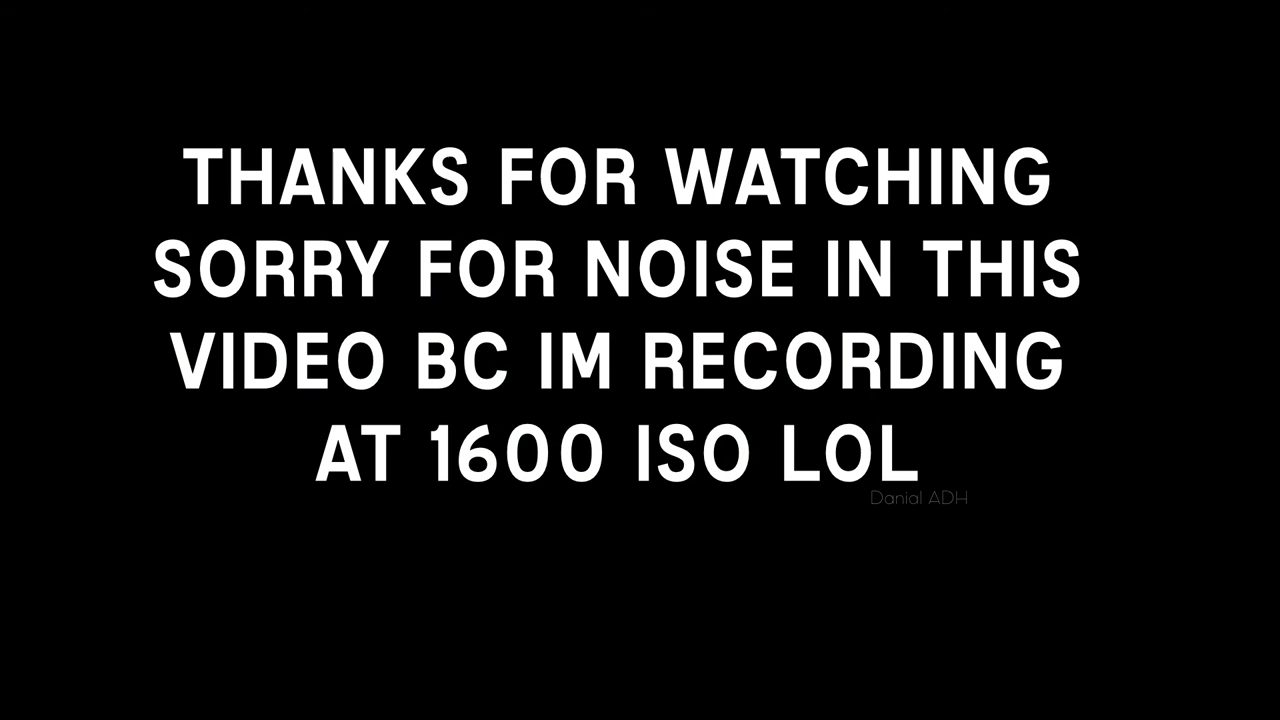 THANKS FOR WATCHING
SORRY FOR NOISE IN THIS
VIDEO BC IM RECORDING
AT 1600 ISO LOL
Danial ADH